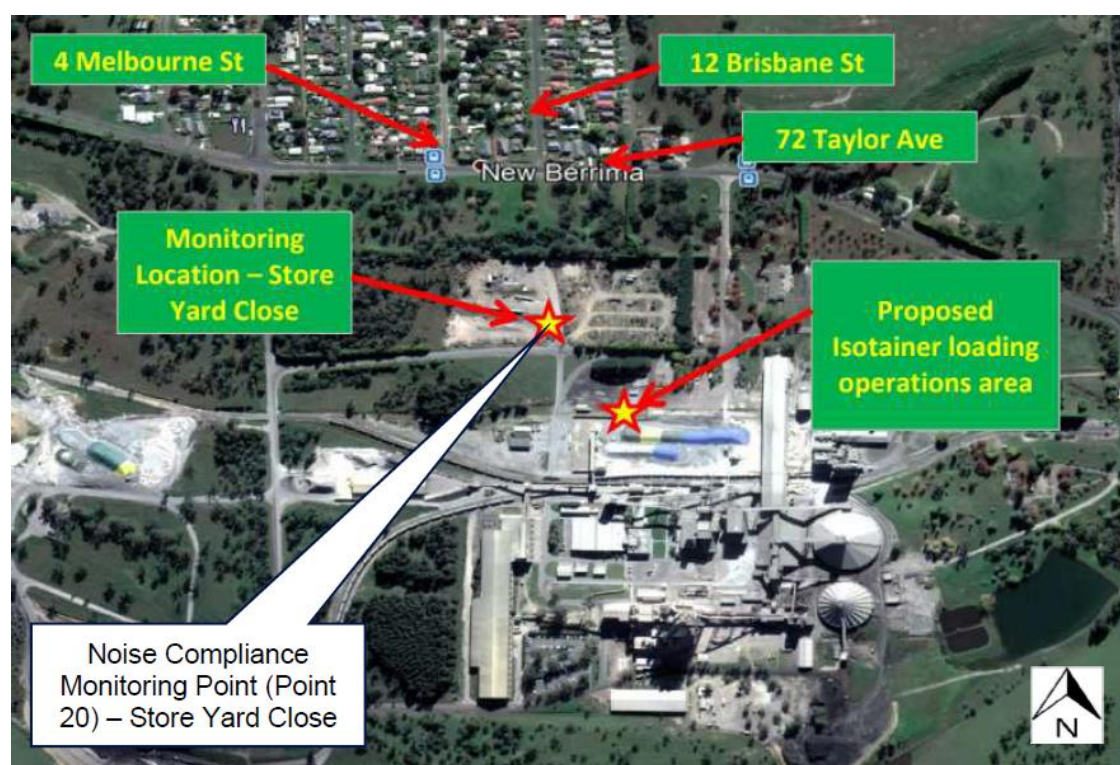 4 Melbourne St
12 Brisbane St
72 Taylor Ave
New Berrima
Monitoring
Location – Store
Yard Close
Proposed
Isotainer loading
operations area
Noise Compliance
Monitoring Point (Point
20) – Store Yard Close
N